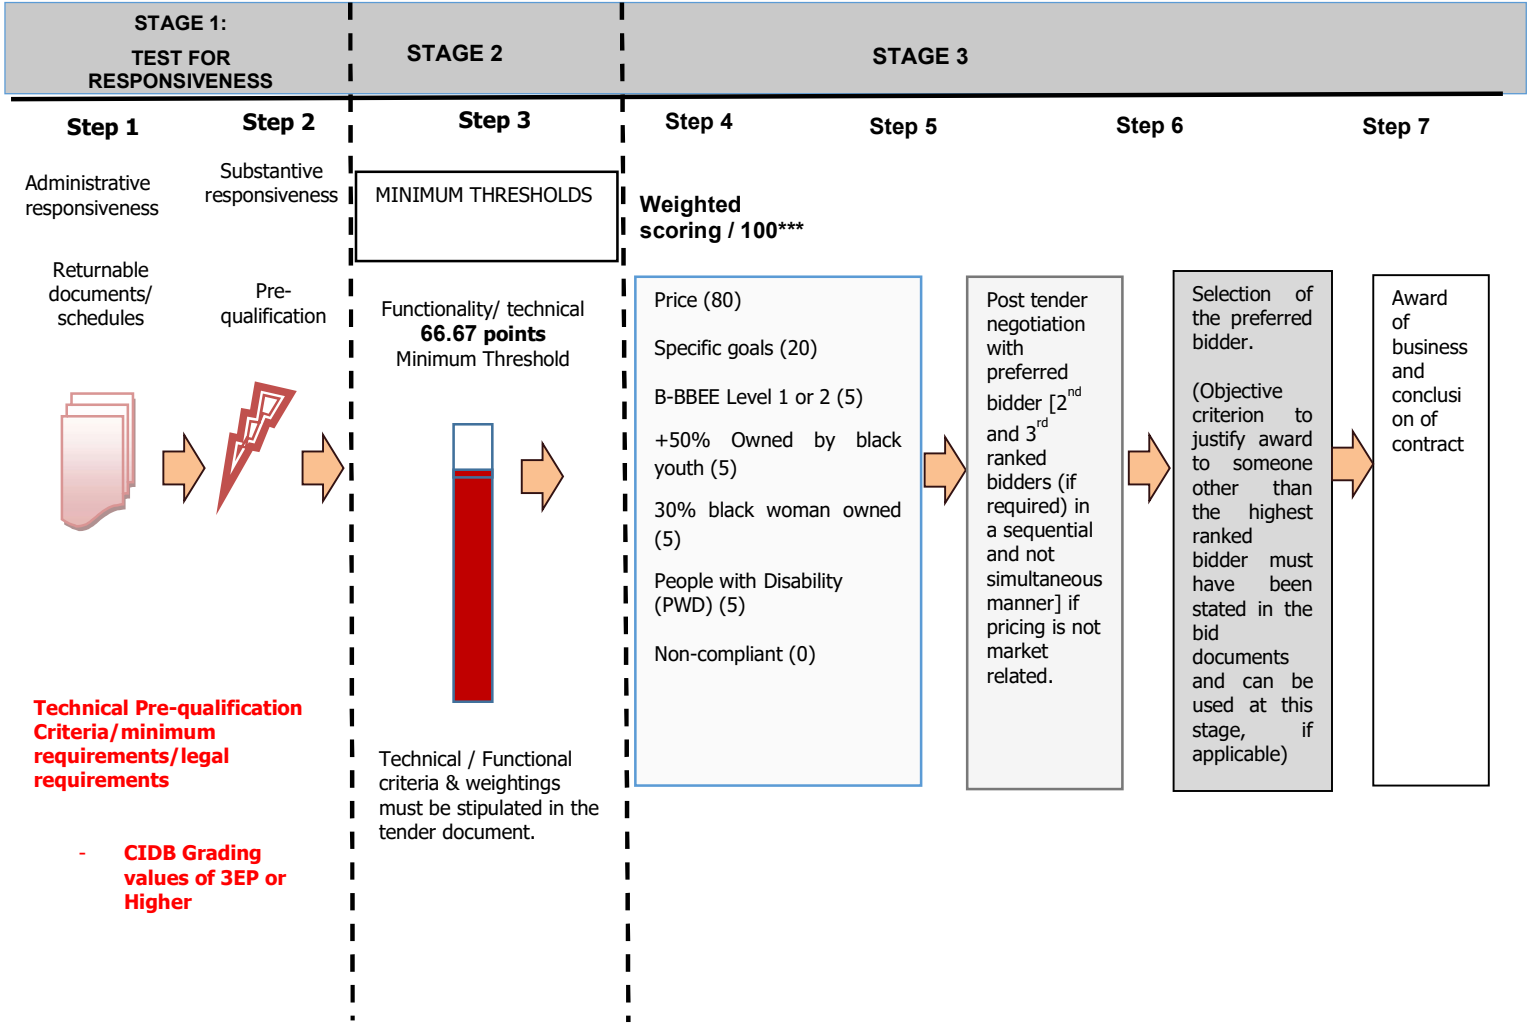 STAGE 1:
TEST FOR
RESPONSIVENESS
STAGE 2
STAGE 3
Step 1
Step 2
Step 3
Step 4
Step 5
Step 6
Step 7
Administrative
responsiveness
Returnable
documents/
schedules
Substantive
responsiveness
Pre-
qualification
Technical Pre-qualification
Criteria/minimum
requirements/legal
requirements
- CIDB Grading
values of 3EP or
Higher
MINIMUM THRESHOLDS
Functionality/ technical
66.67 points
Minimum Threshold
Technical / Functional
criteria & weightings
must be stipulated in the
tender document.
Weighted
scoring / 100***
Price (80)
Specific goals (20)
B-BBEE Level 1 or 2 (5)
+50% Owned by black
youth (5)
30% black woman owned
(5)
People with Disability
(PWD) (5)
Non-compliant (0)
Post tender
negotiation
with
preferred
bidder [2nd
and 3rd
ranked
bidders (if
required) in
a sequential
and not
simultaneous
manner] if
pricing is not
market
related.
Selection of
the preferred
bidder.
(Objective
criterion to
justify award
to someone
other than
the highest
ranked
bidder must
have been
stated in the
bid
documents
and can be
used at this
stage, if
applicable)
Award
of
business
and
conclusi
on of
contract